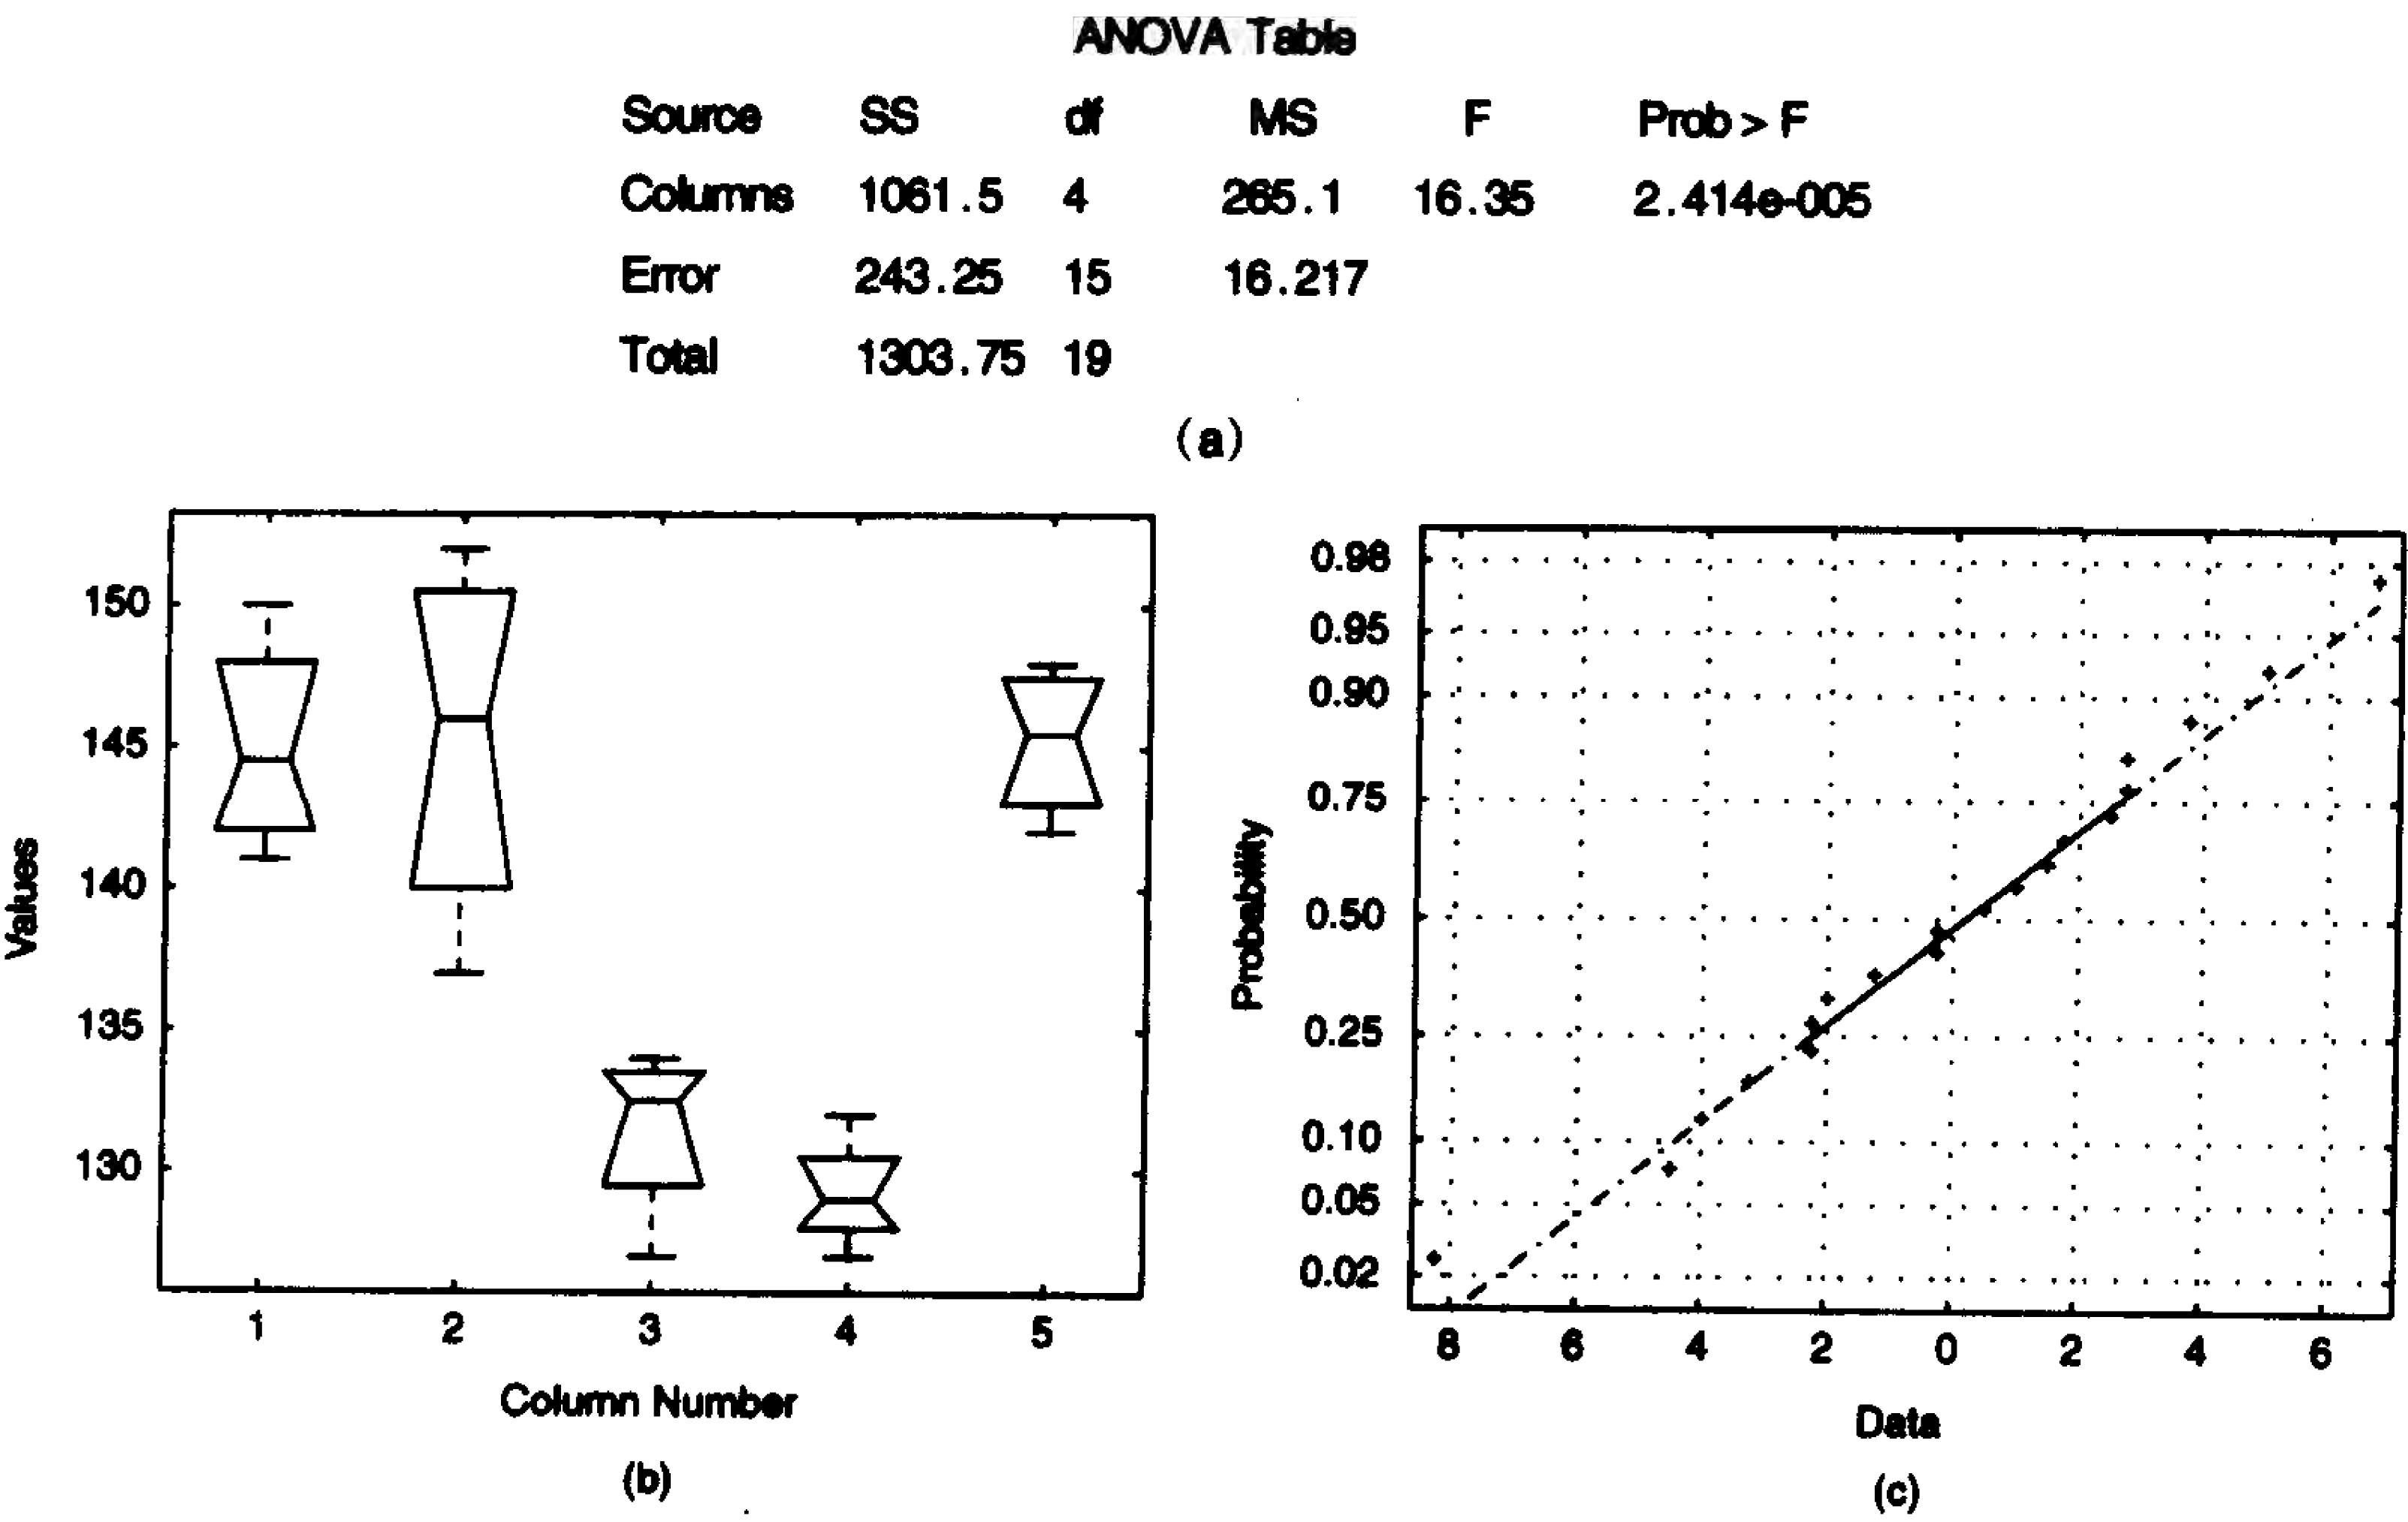 ANOVA Table
Source SS df MS F Prob > F
Columns 1061.5 4 265.1 16.35 2.414e-005
Error 243.25 15 16.217
Total 1303.75 19
(a)
150
145
140
135
130
Values
1 2 3 4 5
Column Number
(b)
0.98
0.95
0.90
0.75
0.50
0.25
0.10
0.05
0.02
Probability
8 6 4 2 0 2 4 6
Data
(c)